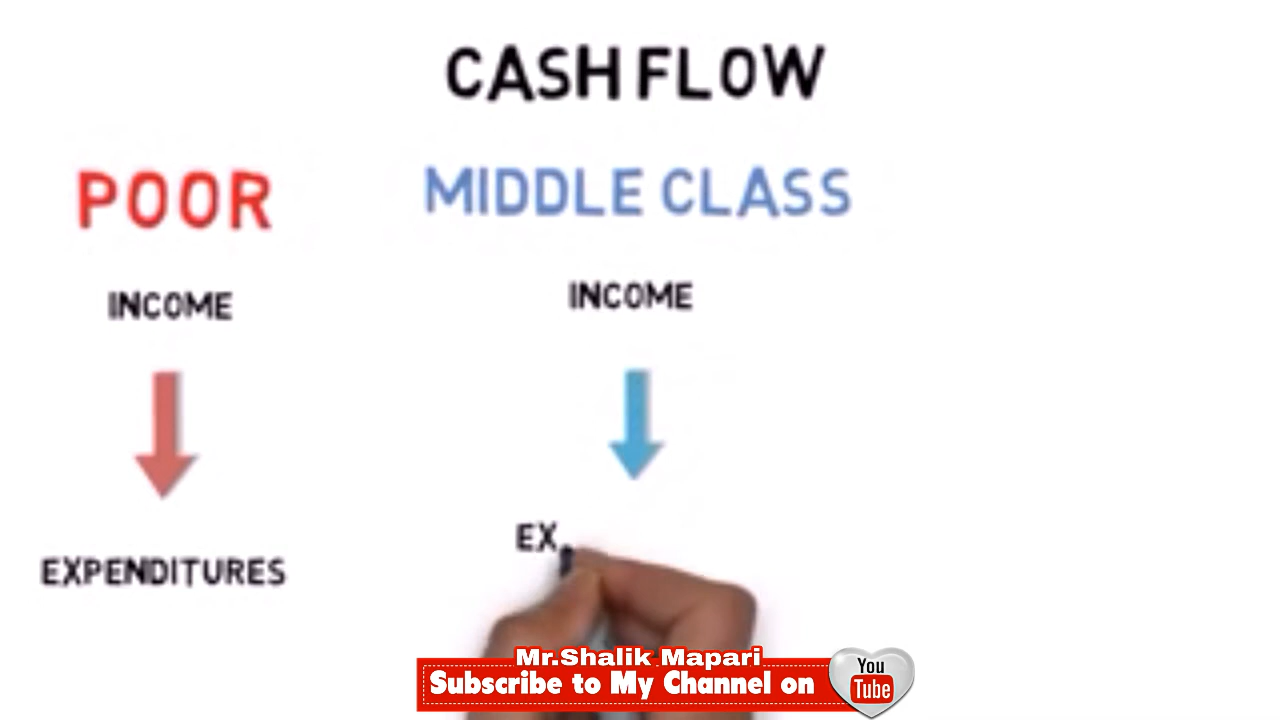 CASH FLOW
POOR
INCOME
EXPENDITURES
MIDDLE CLASS
INCOME
EX
Mr.Shalik Mapari
Subscribe to My Channel on
You
Tube